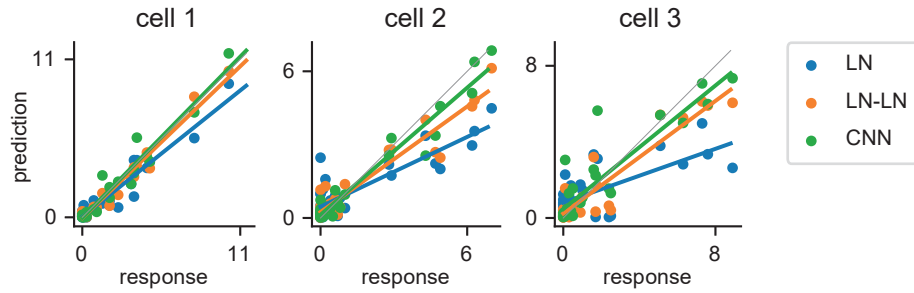 cell 1
cell 2
cell 3
prediction
11
0
0
11
response
6
0
0
6
response
8
0
0
8
response
LN
LN-LN
CNN